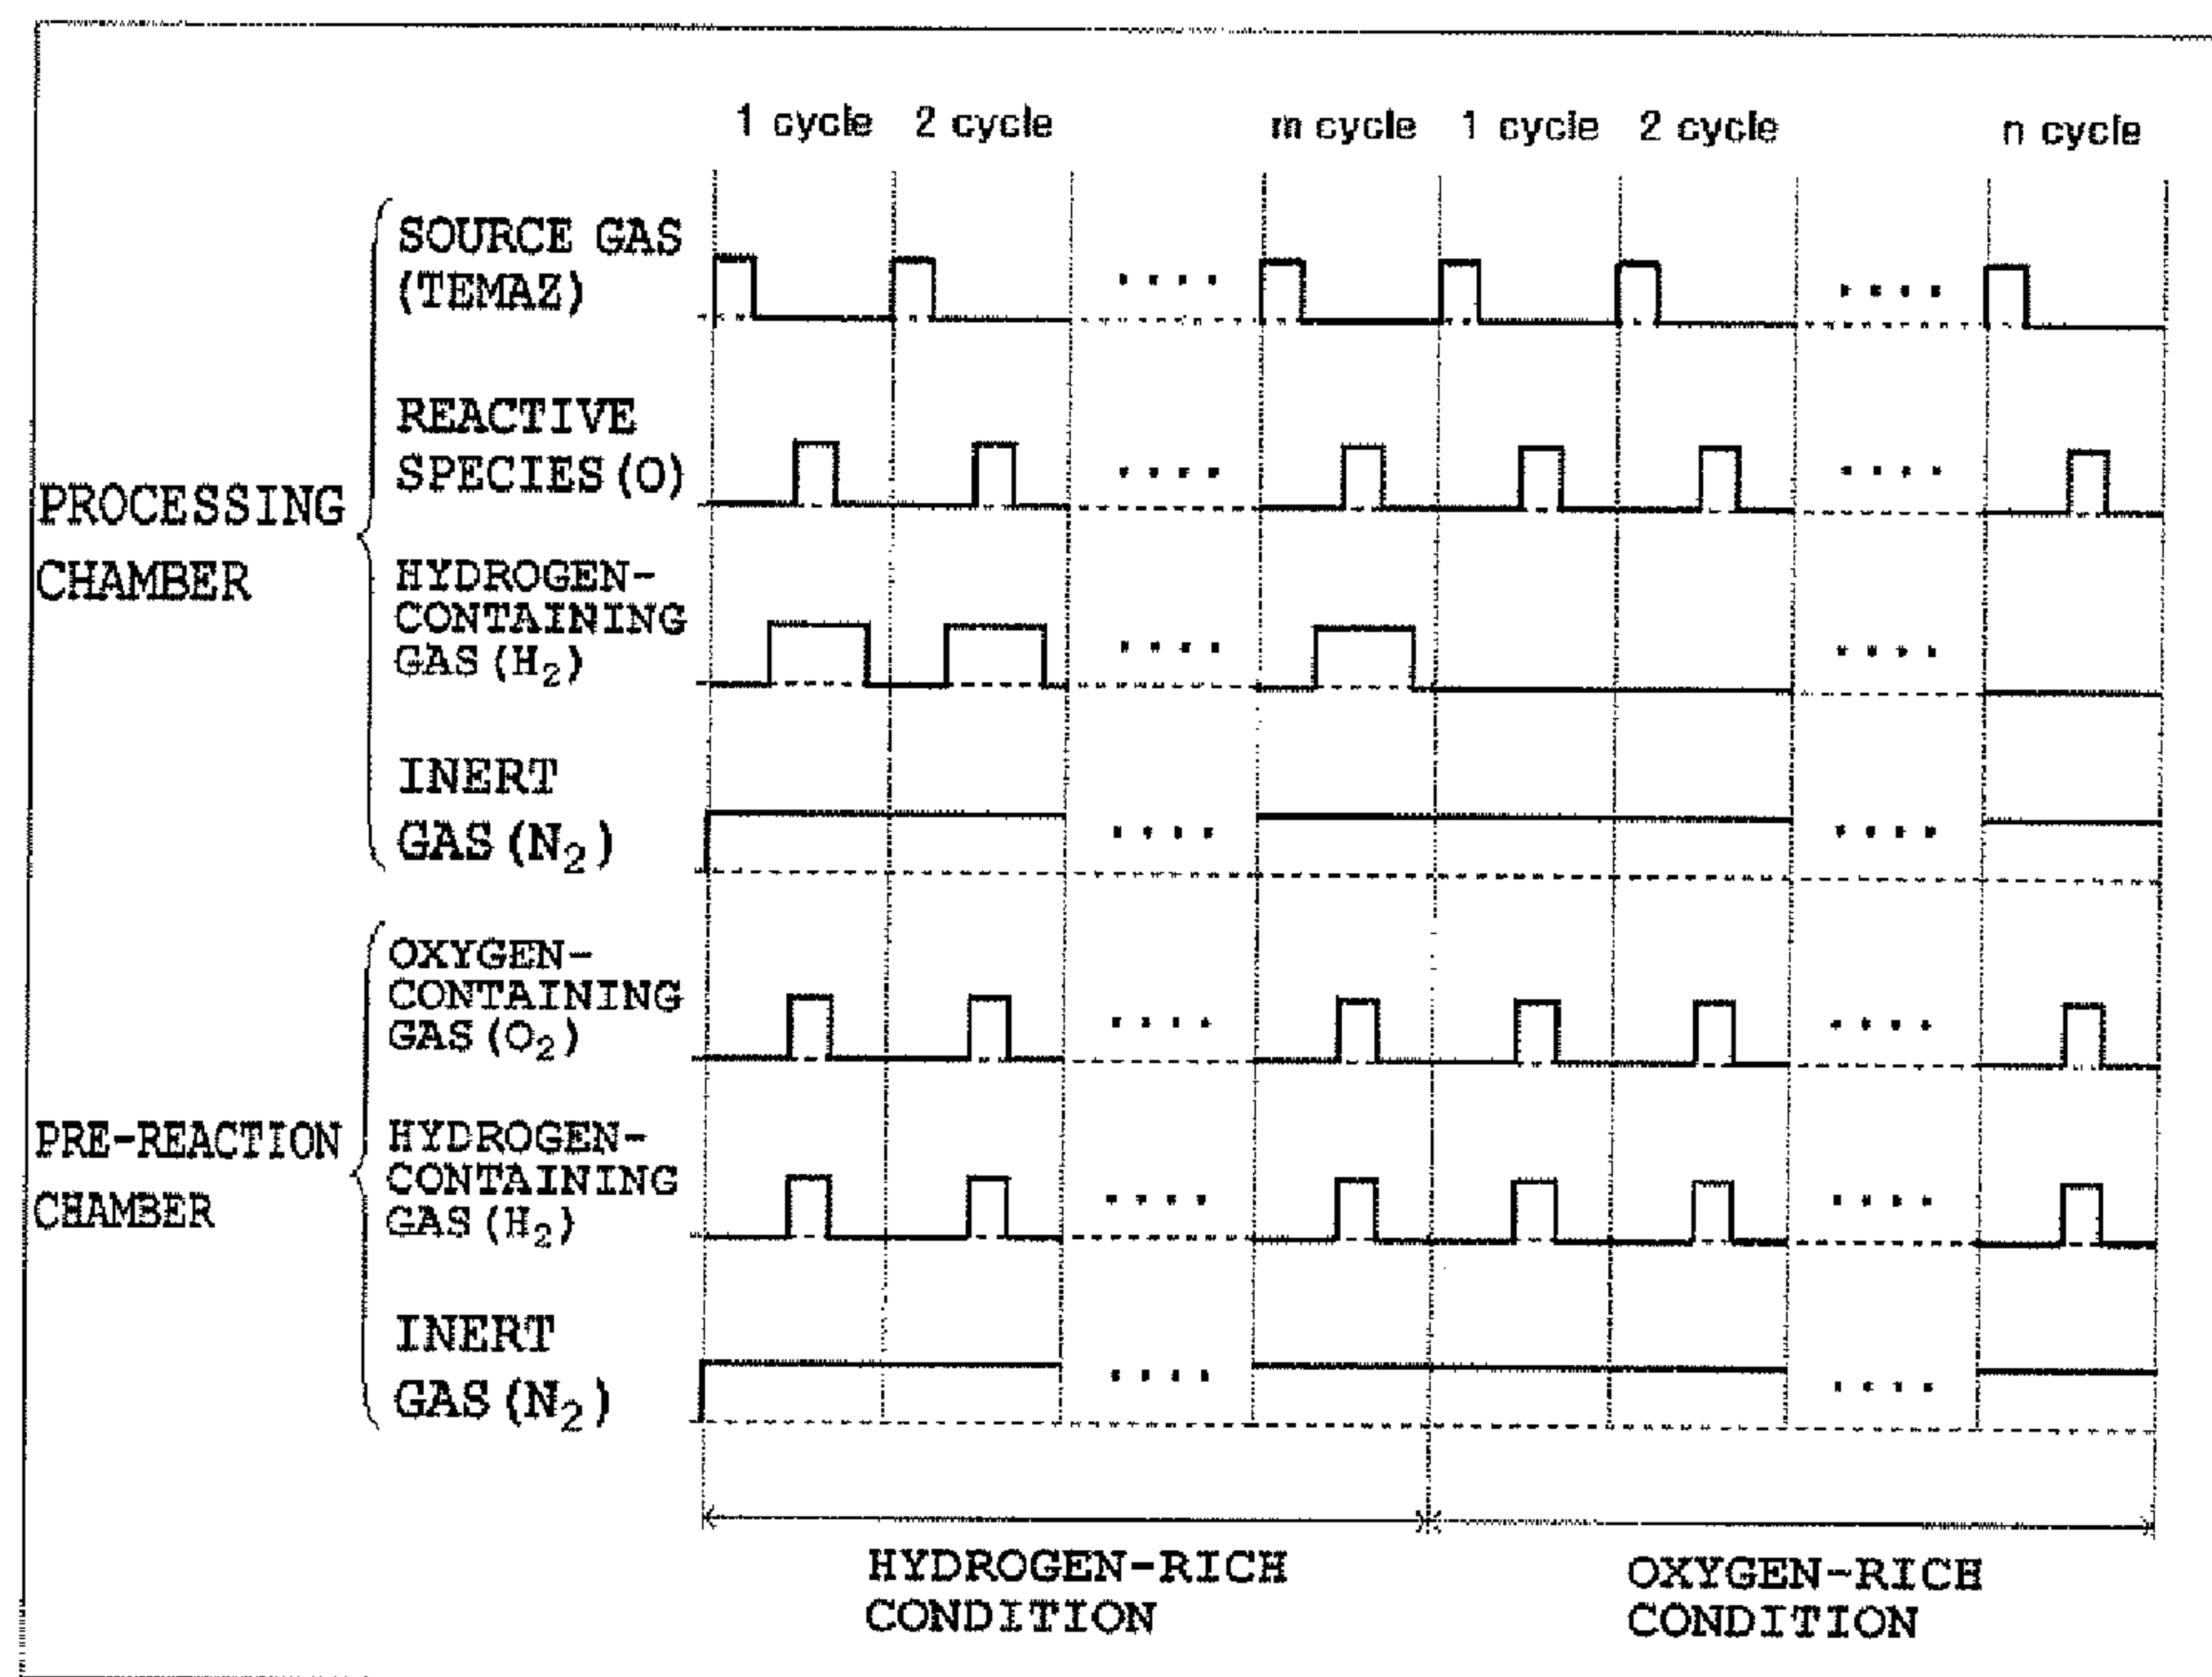 1 cycle 2 cycle m cycle 1 cycle 2 cycle n cycle
PROCESSING
CHAMBER
SOURCE GAS
(TEMAZ)
REACTIVE
SPECIES (O)
HYDROGEN-
CONTAINING
GAS (H₂)
INERT
GAS (N₂)
PRE-REACTION
CHAMBER
OXYGEN-
CONTAINING
GAS (O₂)
HYDROGEN-
CONTAINING
GAS (H₂)
INERT
GAS (N₂)
HYDROGEN-RICH
CONDITION
OXYGEN-RICH
CONDITION